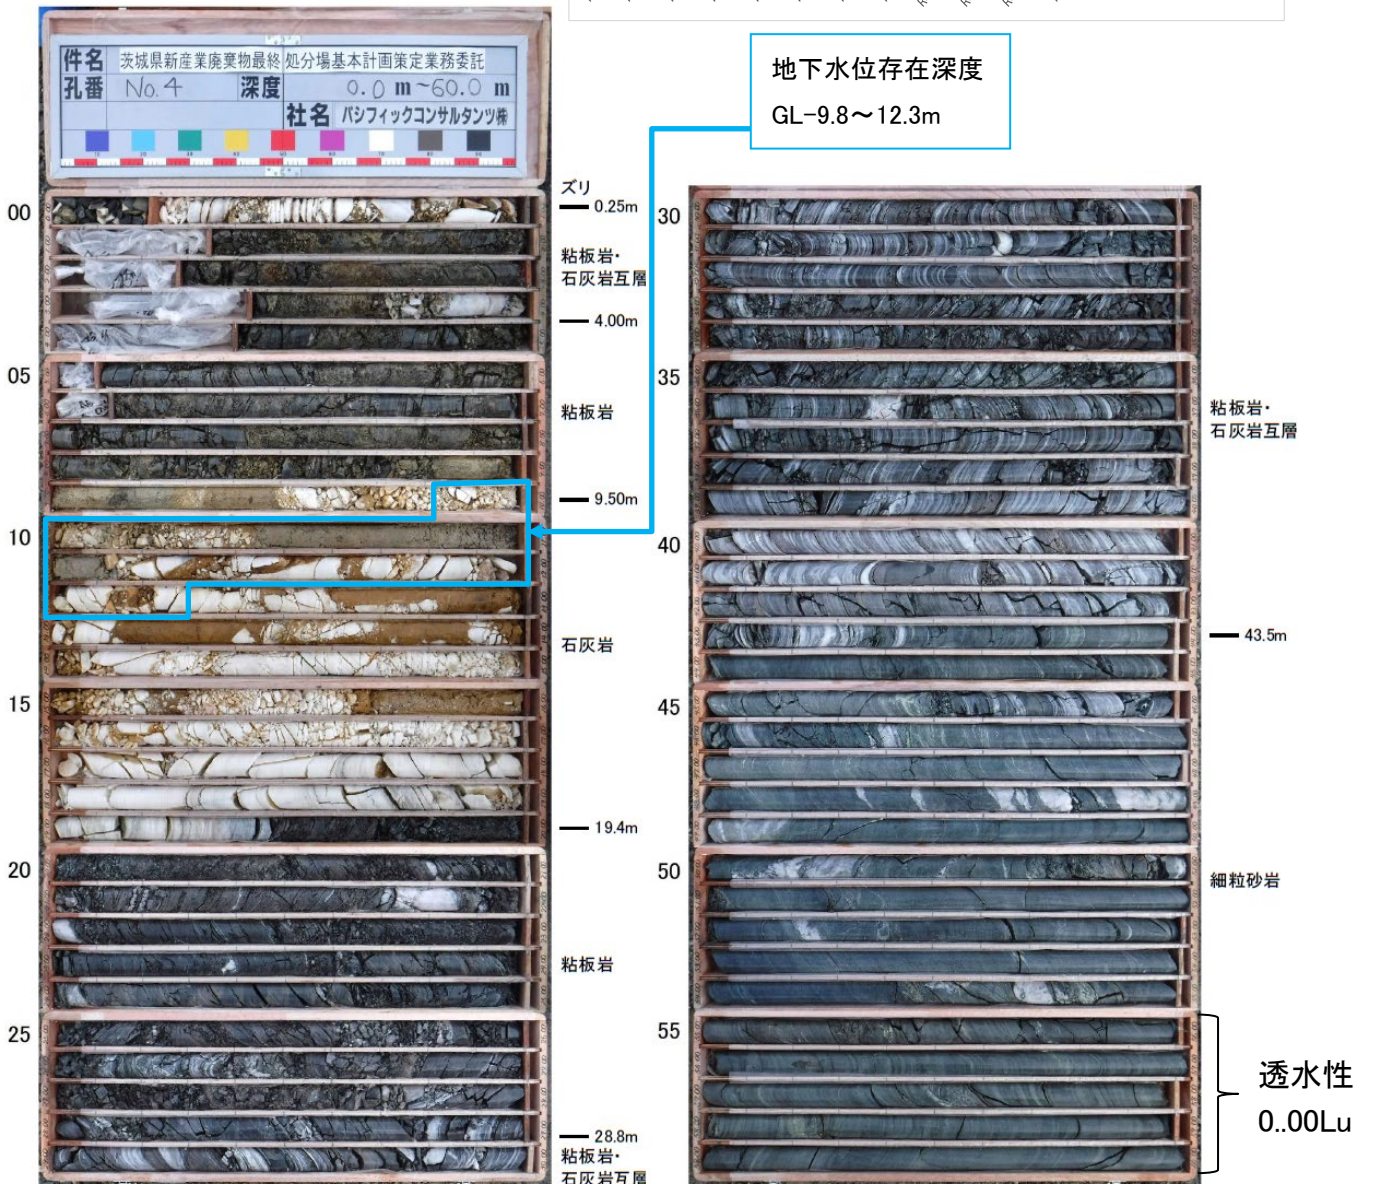 件名 茨城県新産業廃棄物最終処分場基本計画策定業務委託
孔番 No.4 深度 0.0 m~60.0 m
社名 パシフィックコンサルタンツ㈱
地下水位存在深度
GL-9.8～12.3m
ズリ
00
0.25m
粘板岩・
石灰岩互層
4.00m
05
粘板岩
9.50m
10
石灰岩
15
19.4m
20
粘板岩
25
28.8m
粘板岩・
石灰岩互層
30
35
粘板岩・
石灰岩互層
40
43.5m
45
50
細粒砂岩
55
透水性
0..00Lu